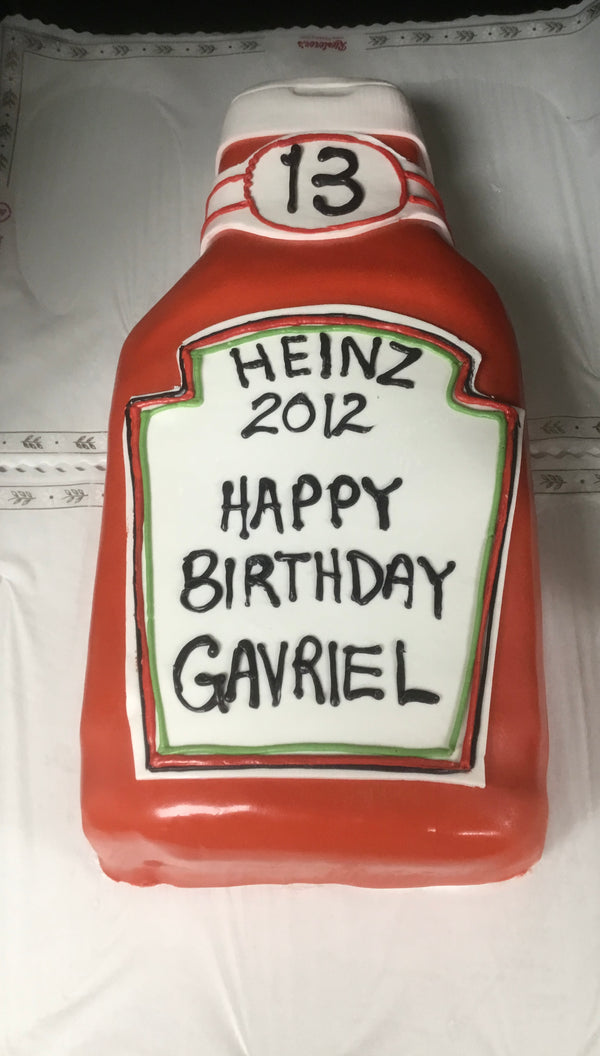 13
HEINZ
2012
HAPPY
BIRTHDAY
GAVRIEL